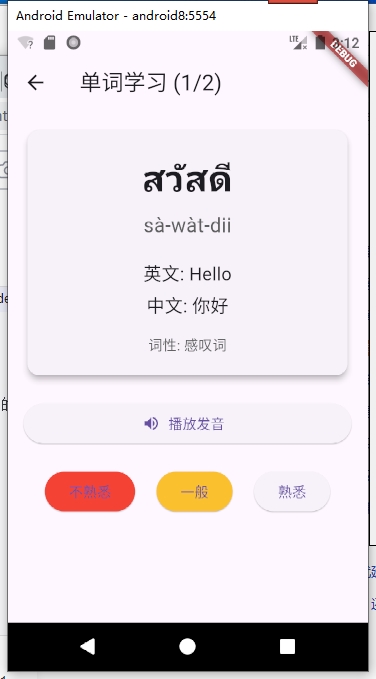 Android Emulator - android8:5554
LTE
DEBUG
单词学习 (1/2)
สวัสดี
sà-wàt-dii
英文: Hello
中文: 你好
词性: 感叹词
播放发音
不熟悉 一般 熟悉